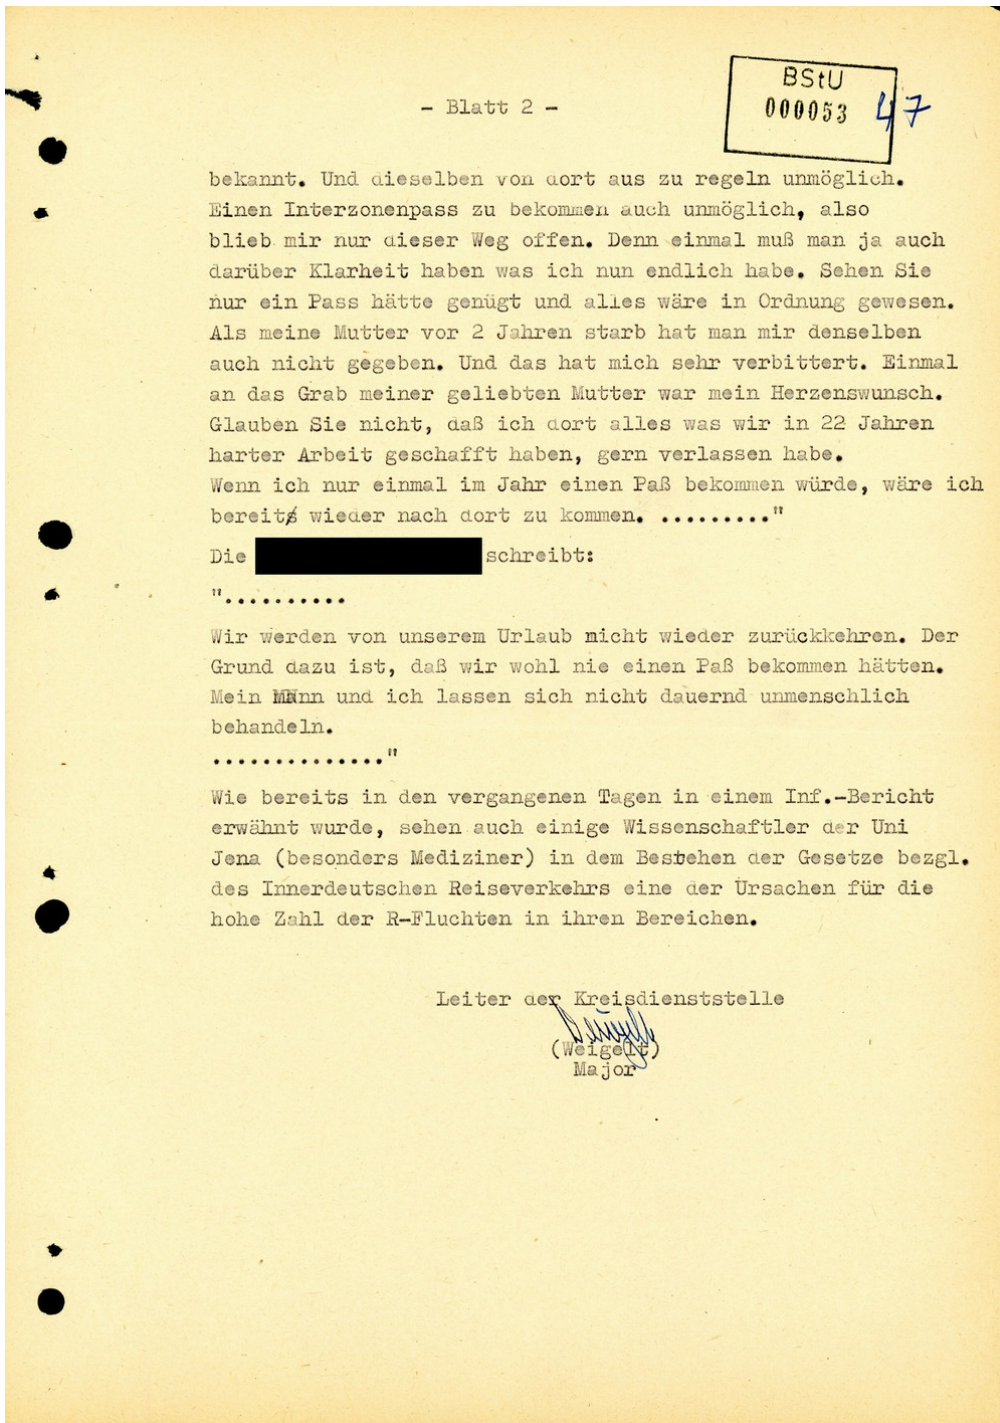 BStU
000053 47
- Blatt 2 -
bekannt. Und dieselben von dort aus zu regeln unmöglich.
Einen Interzonenpass zu bekommen auch unmöglich, also
blieb mir nur dieser Weg offen. Denn einmal muß man ja auch
darüber Klarheit haben was ich nun endlich habe. Sehen Sie
nur ein Pass hätte genügt und alles wäre in Ordnung gewesen.
Als meine Mutter vor 2 Jahren starb hat man mir denselben
auch nicht gegeben. Und das hat mich sehr verbittert. Einmal
an das Grab meiner geliebten Mutter war mein Herzenswunsch.
Glauben Sie nicht, daß ich dort alles was wir in 22 Jahren
harter Arbeit geschafft haben, gern verlassen habe.
Wenn ich nur einmal im Jahr einen Paß bekommen würde, wäre ich
bereit wieder nach dort zu kommen. ........."
Die schreibt:
"..........
Wir werden von unserem Urlaub nicht wieder zurückkehren. Der
Grund dazu ist, daß wir wohl nie einen Paß bekommen hätten.
Mein Mann und ich lassen sich nicht dauernd unmenschlich
behandeln.
.............."
Wie bereits in den vergangenen Tagen in einem Inf.-Bericht
erwähnt wurde, sehen auch einige Wissenschaftler der Uni
Jena (besonders Mediziner) in dem Bestehen der Gesetze bezgl.
des Innerdeutschen Reiseverkehrs eine der Ursachen für die
hohe Zahl der R-Fluchten in ihren Bereichen.
Leiter der Kreisdienststelle
(Weigelt)
Major